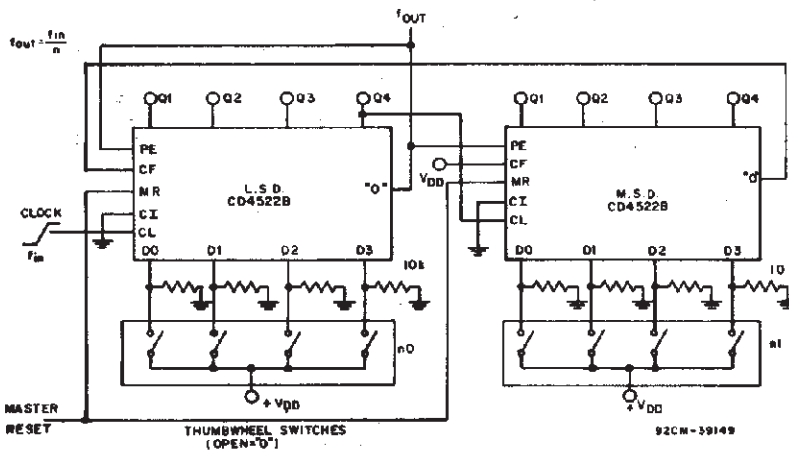 fOUT
fout = fin/n
Q1 Q2 Q3 Q4
Q1 Q2 Q3 Q4
PE
CF
MR
CI
CL
L.S.D.
CD4522B
"0"
D0 D1 D2 D3
CLOCK
fin
10k
n0
+ VDD
PE
CF
VDD
MR
CI
CL
M.S.D.
CD4522B
"0"
D0 D1 D2 D3
10
n1
+ VDD
MASTER
RESET
THUMBWHEEL SWITCHES
(OPEN="0")
92CM-39149